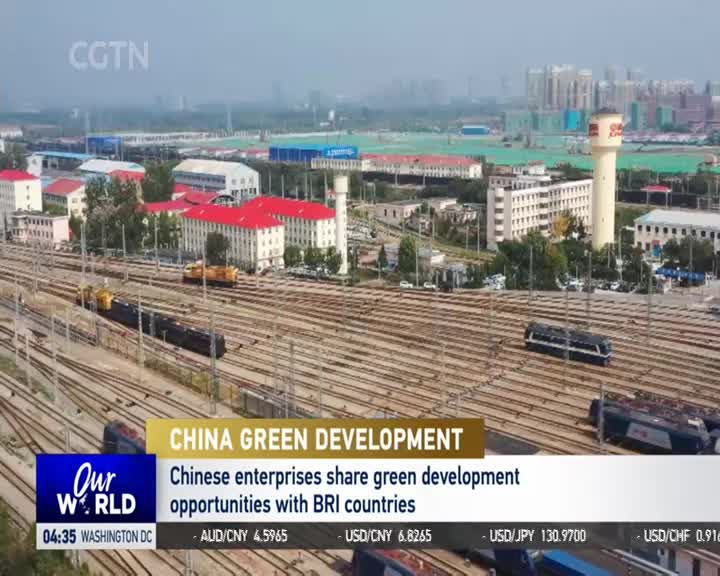 CGTN
CHINA GREEN DEVELOPMENT
Chinese enterprises share green development
opportunities with BRI countries
Our
WORLD
04:35 WASHINGTON DC
- AUD/CNY 4.5965 - USD/CNY 6.8265 - USD/JPY 130.9700 - USD/CHF 0.916